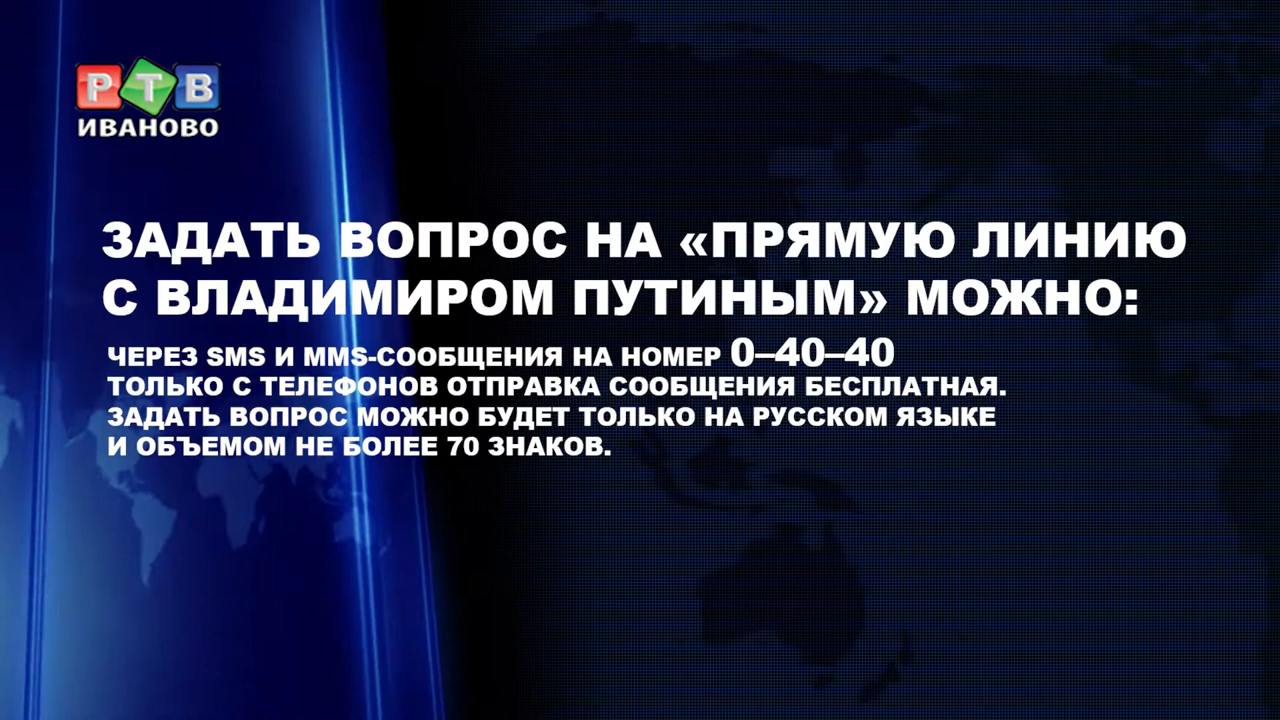 РТВ
ИВАНОВО
ЗАДАТЬ ВОПРОС НА «ПРЯМУЮ ЛИНИЮ
С ВЛАДИМИРОМ ПУТИНЫМ» МОЖНО:
ЧЕРЕЗ SMS И MMS-СООБЩЕНИЯ НА НОМЕР 0–40–40
ТОЛЬКО С ТЕЛЕФОНОВ ОТПРАВКА СООБЩЕНИЯ БЕСПЛАТНАЯ.
ЗАДАТЬ ВОПРОС МОЖНО БУДЕТ ТОЛЬКО НА РУССКОМ ЯЗЫКЕ
И ОБЪЕМОМ НЕ БОЛЕЕ 70 ЗНАКОВ.